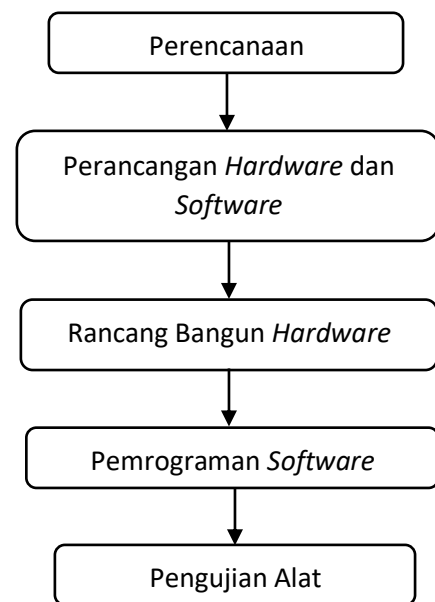 Perencanaan
Perancangan Hardware dan
Software
Rancang Bangun Hardware
Pemrograman Software
Pengujian Alat